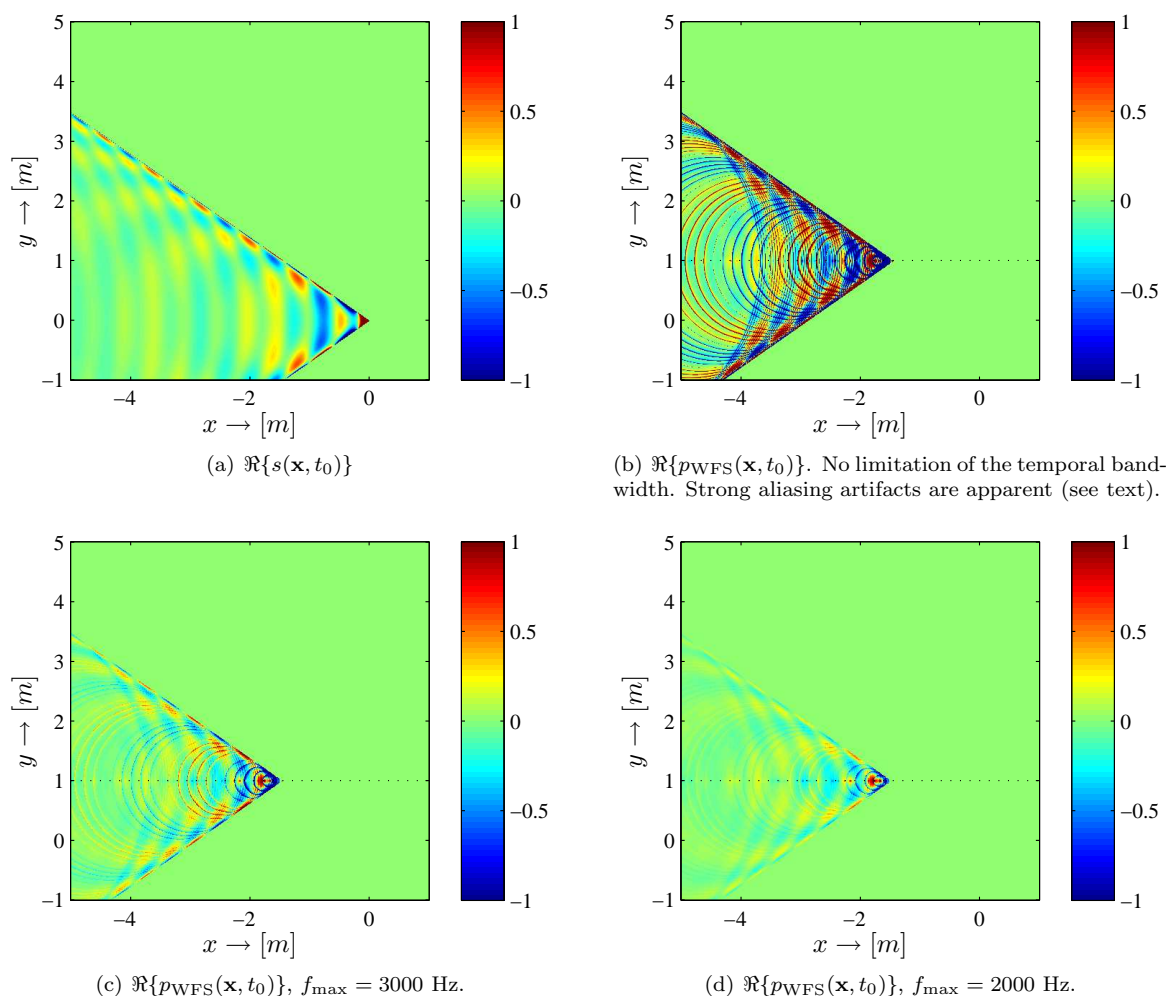 5
4
3
2
1
0
−1
y → [m]
−4 −2 0
x → [m]
1
0.5
0
−0.5
−1
(a) ℜ{s(x, t0)}
5
4
3
2
1
0
−1
y → [m]
−4 −2 0
x → [m]
1
0.5
0
−0.5
−1
(b) ℜ{pWFS(x, t0)}. No limitation of the temporal band-
width. Strong aliasing artifacts are apparent (see text).
5
4
3
2
1
0
−1
y → [m]
−4 −2 0
x → [m]
1
0.5
0
−0.5
−1
(c) ℜ{pWFS(x, t0)}, fmax = 3000 Hz.
5
4
3
2
1
0
−1
y → [m]
−4 −2 0
x → [m]
1
0.5
0
−0.5
−1
(d) ℜ{pWFS(x, t0)}, fmax = 2000 Hz.